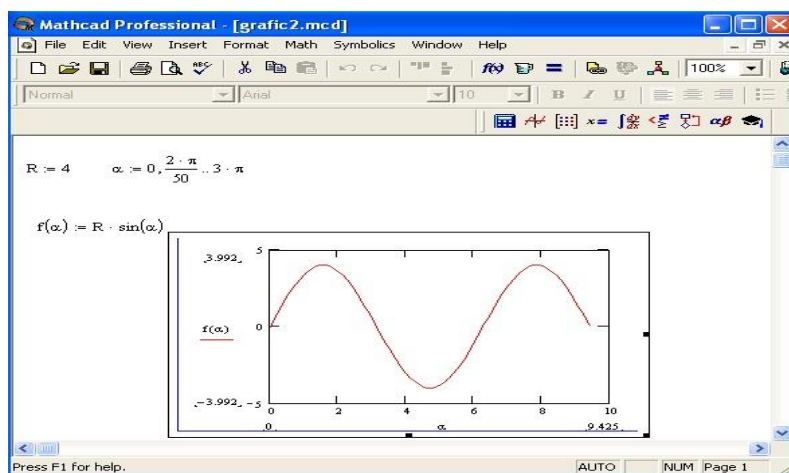 Mathcad Professional - [grafic2.mcd]
File Edit View Insert Format Math Symbolics Window Help
100%
Normal Arial 10 B I U
R := 4 α := 0, 2 · π / 50 .. 3 · π
f(α) := R · sin(α)
3.992 5
f(α) 0
-3.992 -5
0 2 4 6 8 10
0 α 9.425
Press F1 for help. AUTO NUM Page 1